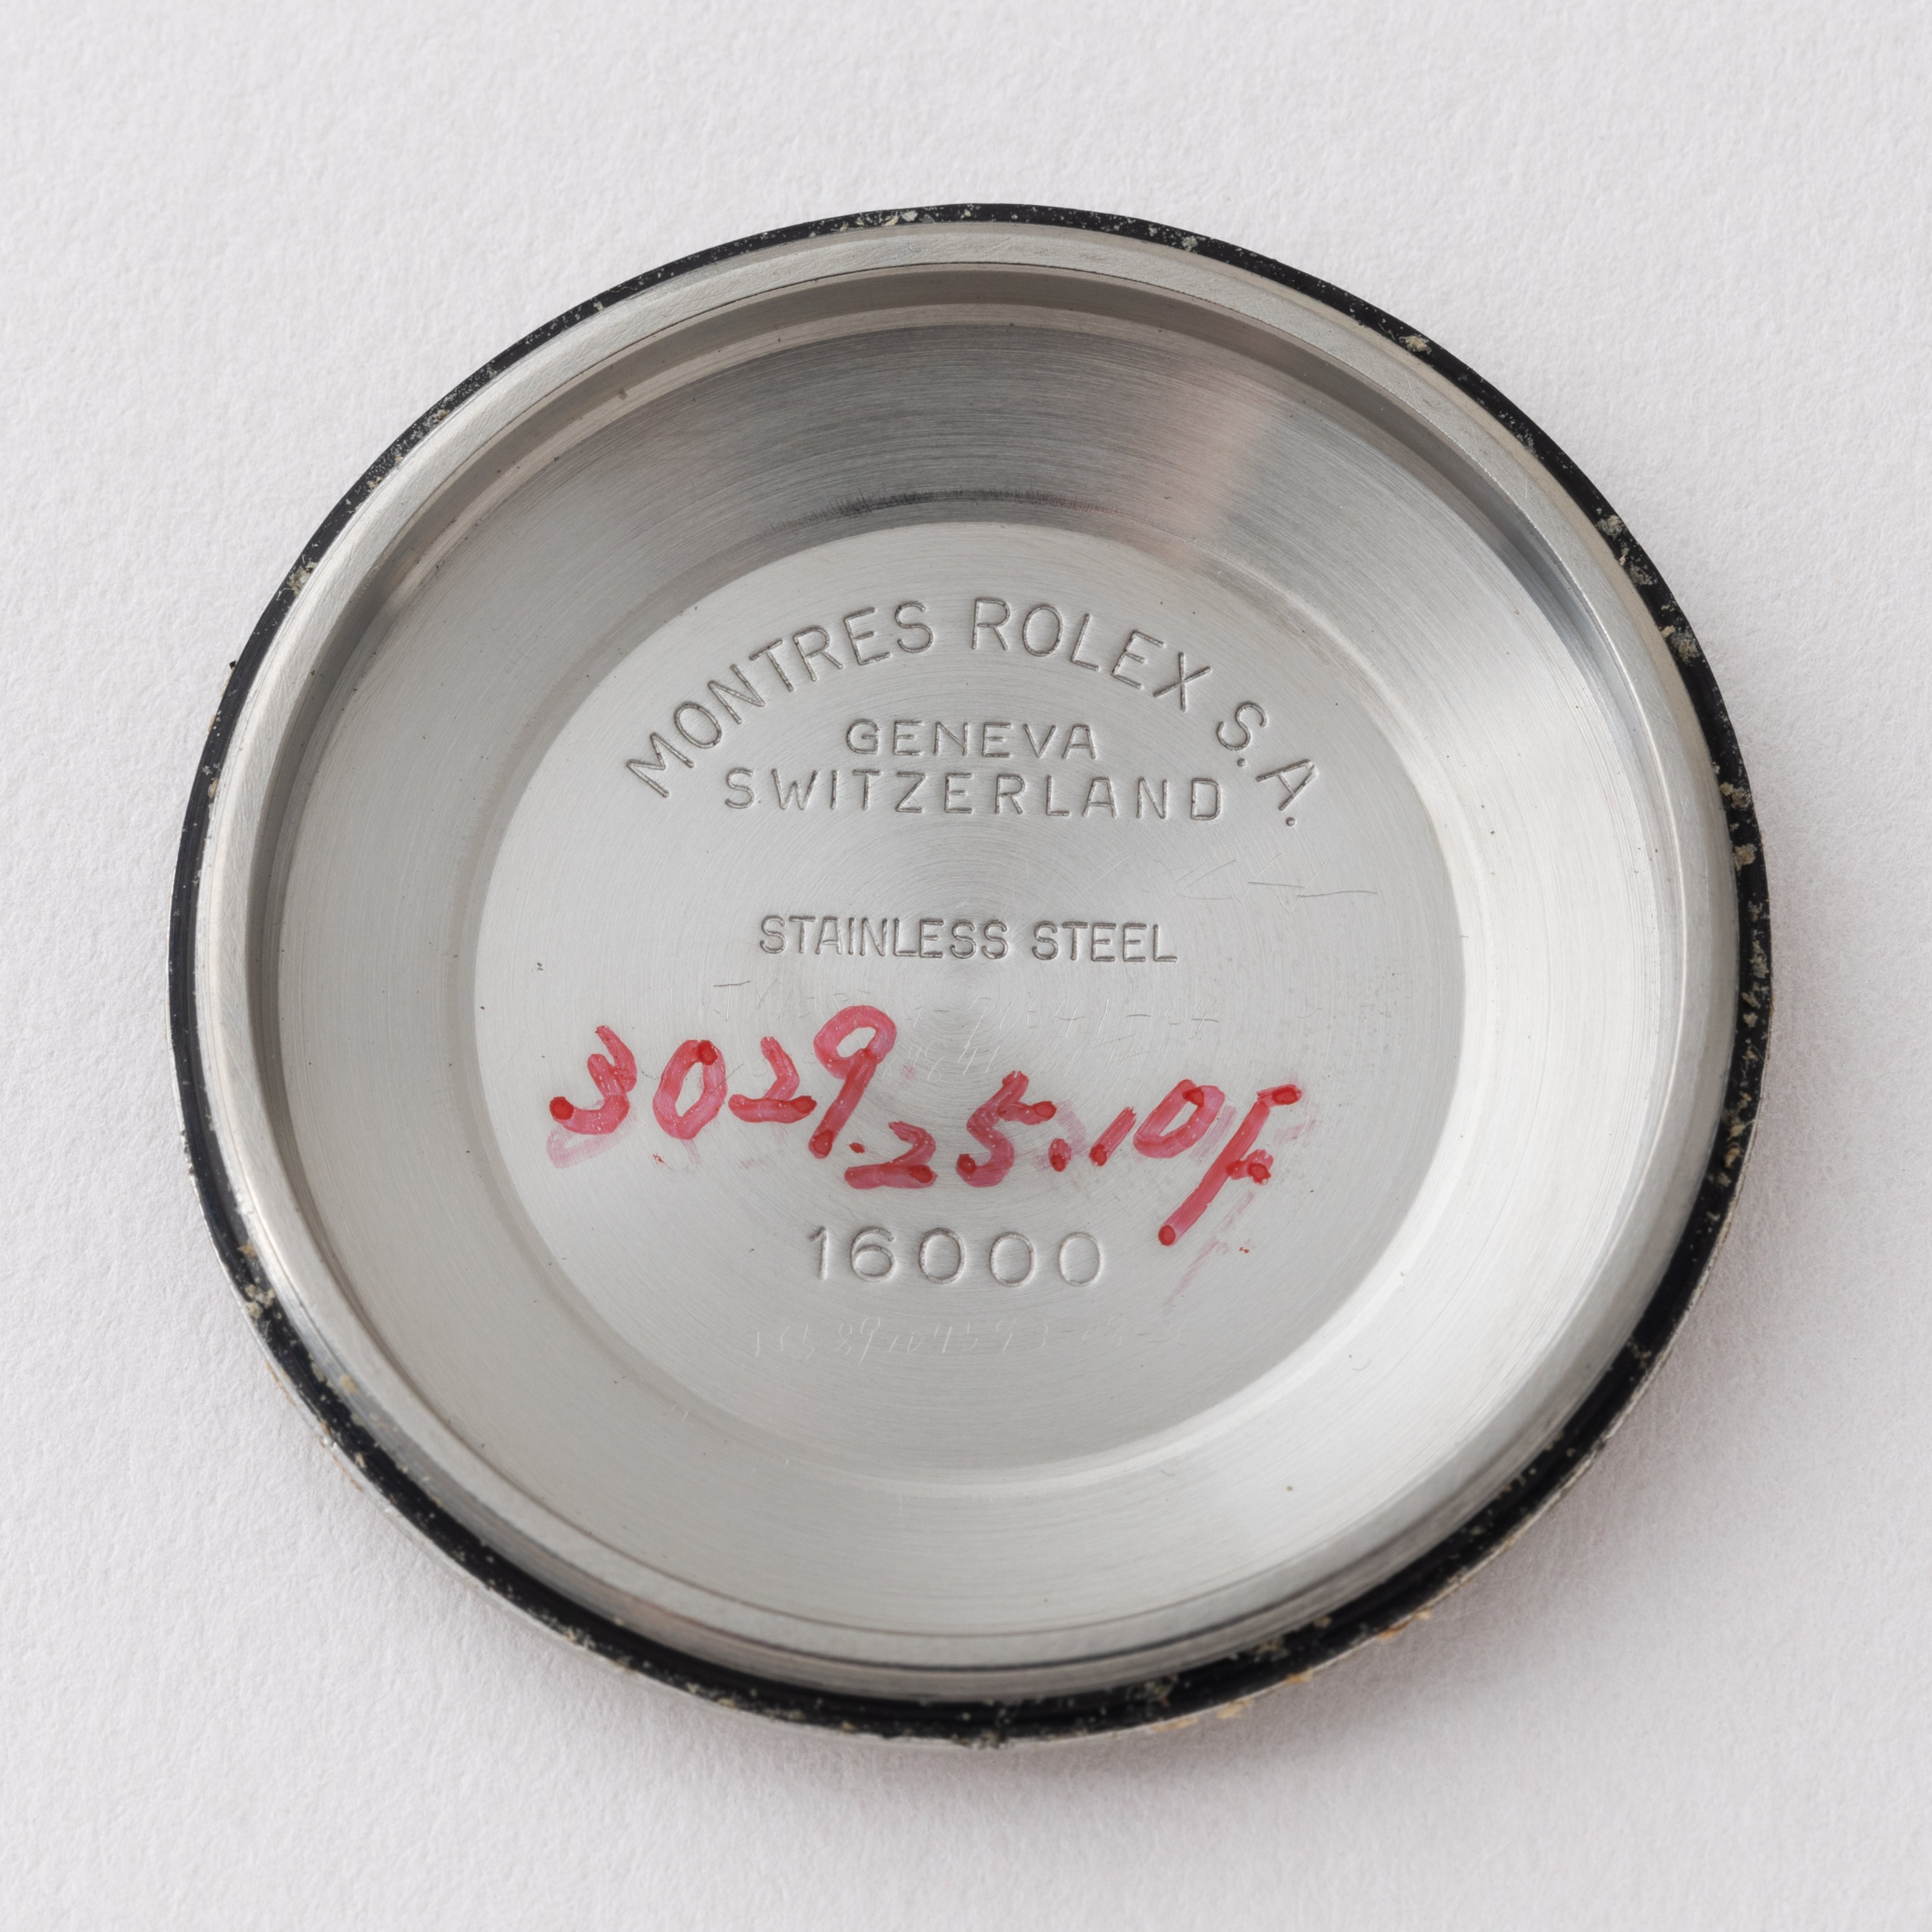 MONTRES ROLEX S.A.
GENEVA
SWITZERLAND
STAINLESS STEEL
3029.25.10F
16000